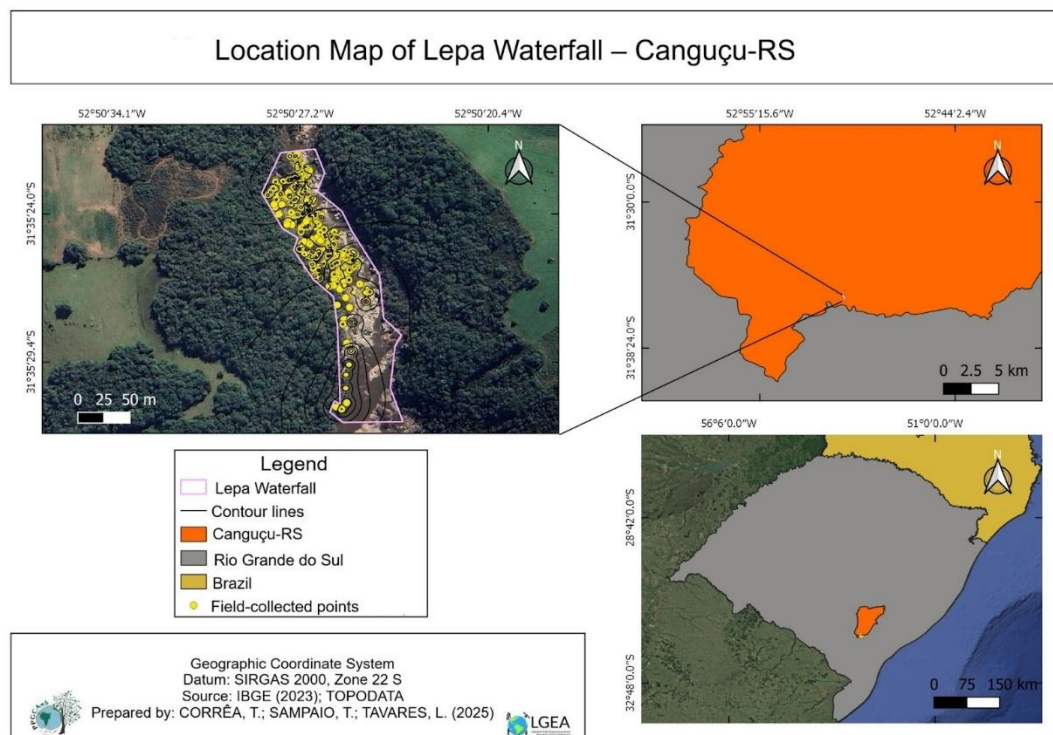 Location Map of Lepa Waterfall – Canguçu-RS
52°50'34.1"W
52°50'27.2"W
52°50'20.4"W
31°35'24.0"S
31°35'29.4"S
N
0 25 50 m
52°55'15.6"W
52°44'2.4"W
31°30'0.0"S
31°38'24.0"S
N
0 2.5 5 km
56°6'0.0"W
51°0'0.0"W
28°42'0.0"S
32°48'0.0"S
N
0 75 150 km
Legend
Lepa Waterfall
Contour lines
Canguçu-RS
Rio Grande do Sul
Brazil
Field-collected points
Geographic Coordinate System
Datum: SIRGAS 2000, Zone 22 S
Source: IBGE (2023); TOPODATA
Prepared by: CORRÊA, T.; SAMPAIO, T.; TAVARES, L. (2025)
LGEA